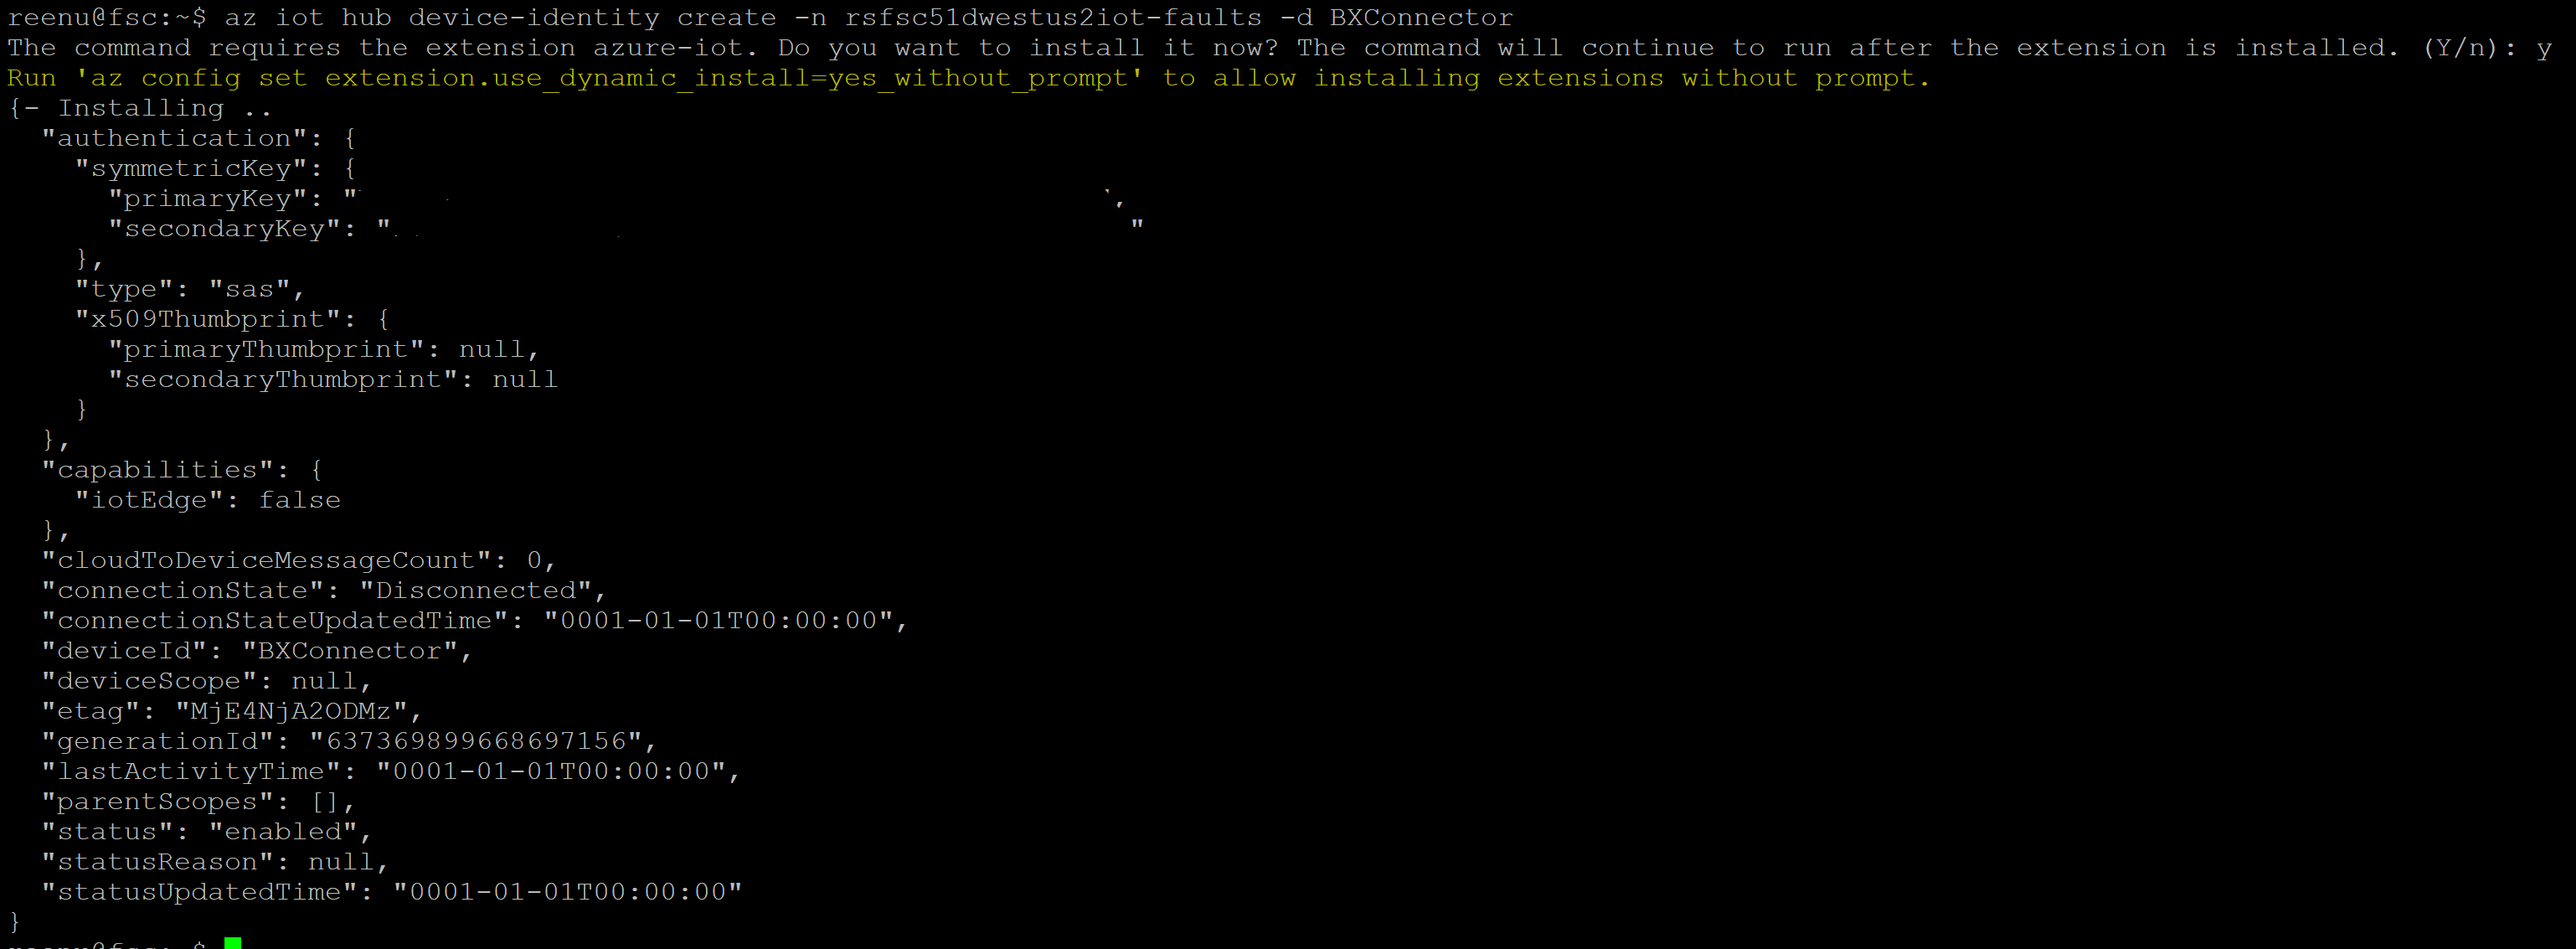 reenu@fsc:~$ az iot hub device-identity create -n rsfsc51dwestus2iot-faults -d BXConnector
The command requires the extension azure-iot. Do you want to install it now? The command will continue to run after the extension is installed. (Y/n): y
Run 'az config set extension.use_dynamic_install=yes_without_prompt' to allow installing extensions without prompt.
{- Installing ..
  "authentication": {
    "symmetricKey": {
      "primaryKey": "                                            ",
      "secondaryKey": "                                            "
    },
    "type": "sas",
    "x509Thumbprint": {
      "primaryThumbprint": null,
      "secondaryThumbprint": null
    }
  },
  "capabilities": {
    "iotEdge": false
  },
  "cloudToDeviceMessageCount": 0,
  "connectionState": "Disconnected",
  "connectionStateUpdatedTime": "0001-01-01T00:00:00",
  "deviceId": "BXConnector",
  "deviceScope": null,
  "etag": "MjE4NjA2ODMz",
  "generationId": "637369899668697156",
  "lastActivityTime": "0001-01-01T00:00:00",
  "parentScopes": [],
  "status": "enabled",
  "statusReason": null,
  "statusUpdatedTime": "0001-01-01T00:00:00"
}
reenu@fsc:~$